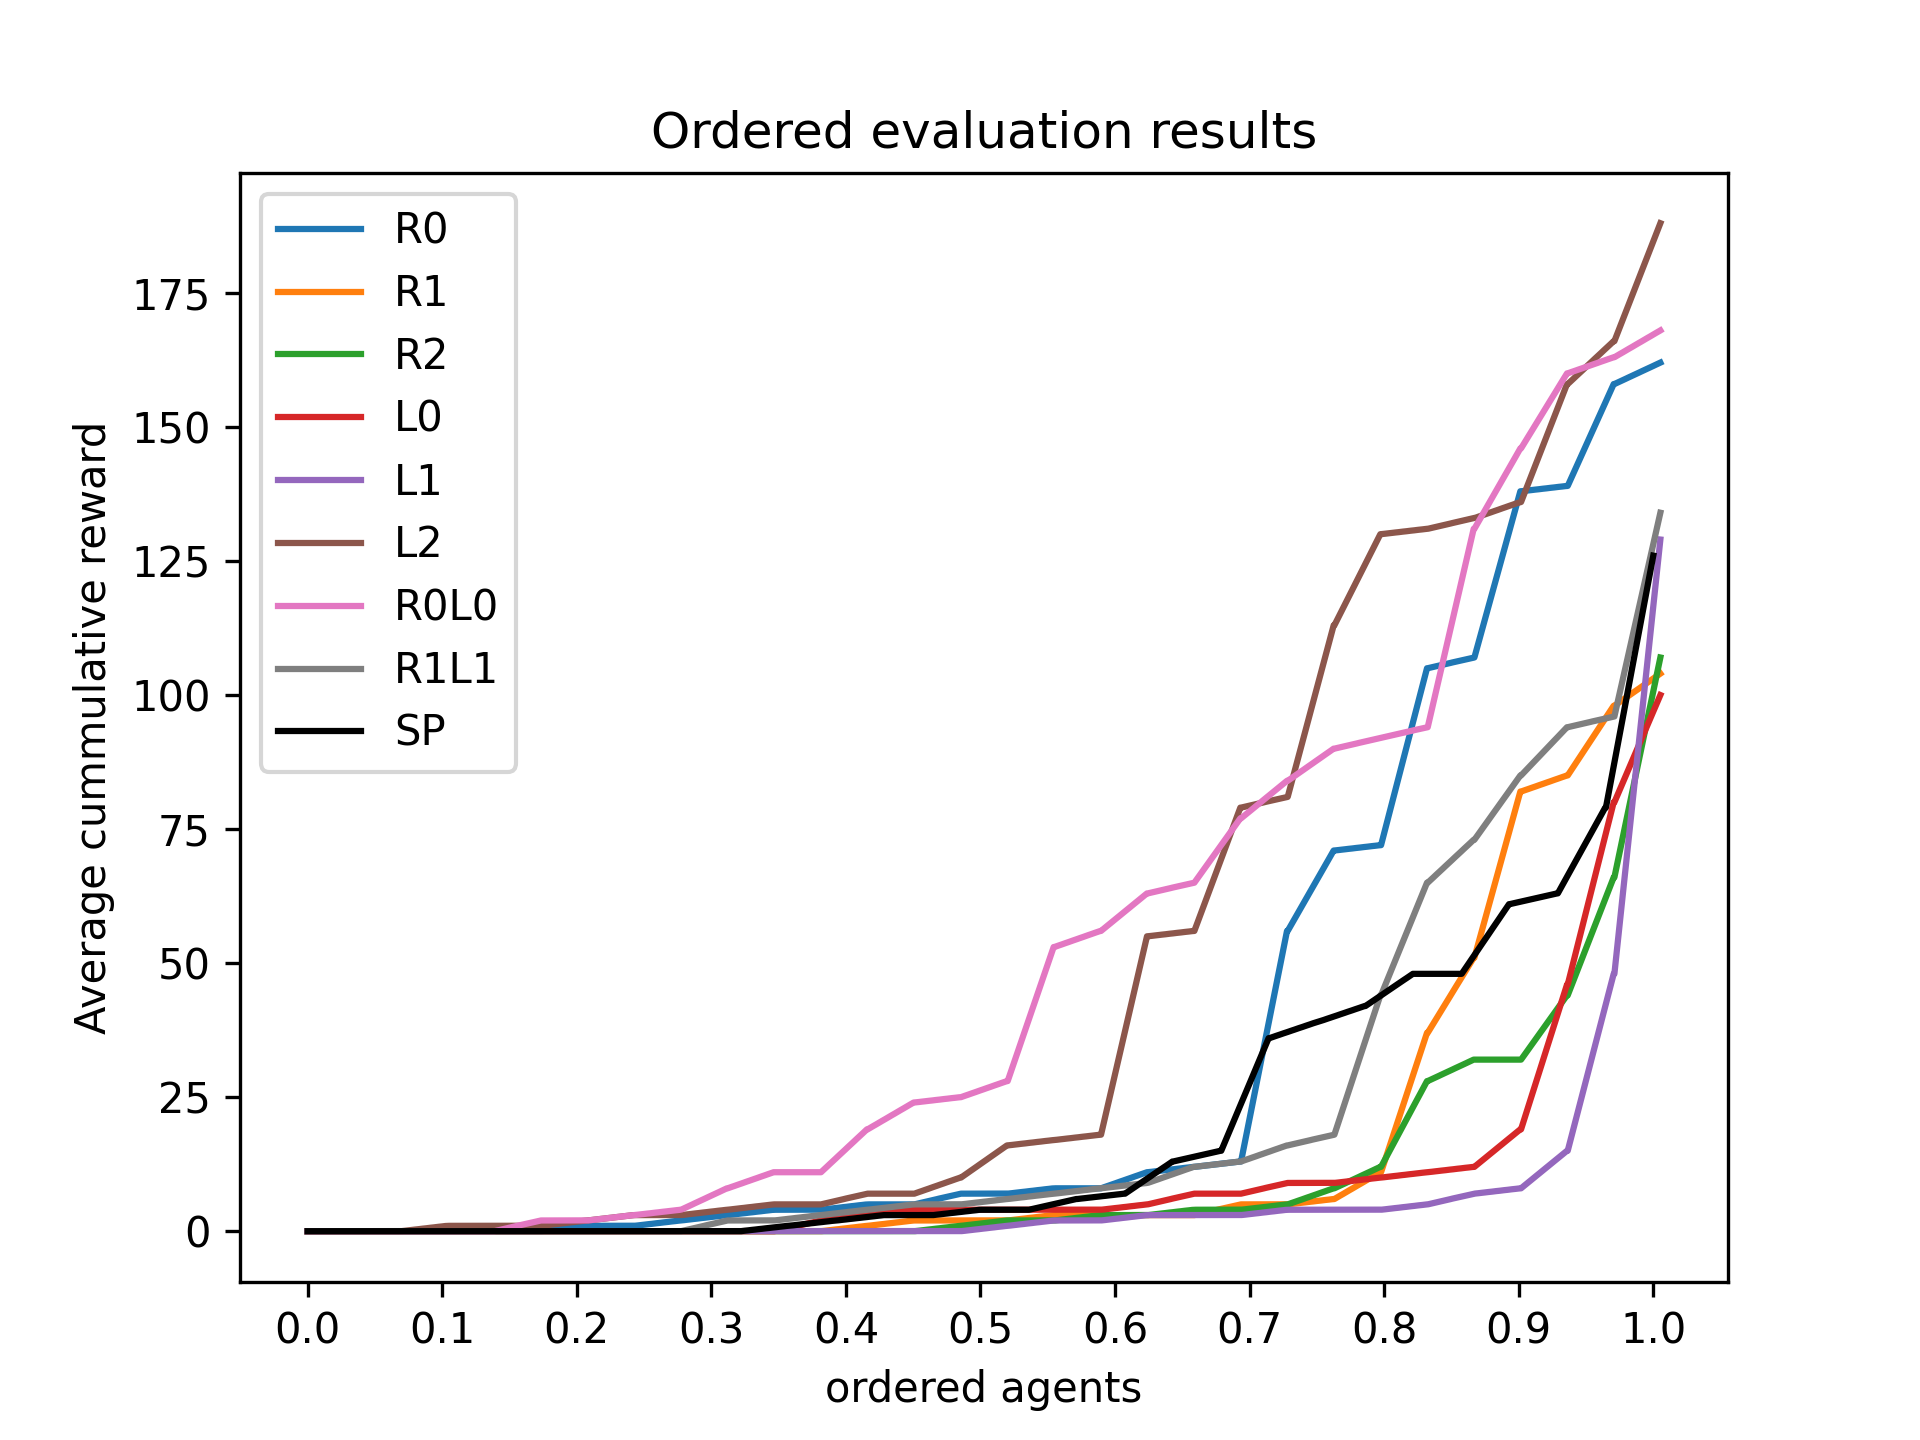 Ordered evaluation results
R0
R1
R2
L0
L1
L2
R0L0
R1L1
SP
Average cummulative reward
175
150
125
100
75
50
25
0
0.0 0.1 0.2 0.3 0.4 0.5 0.6 0.7 0.8 0.9 1.0
ordered agents